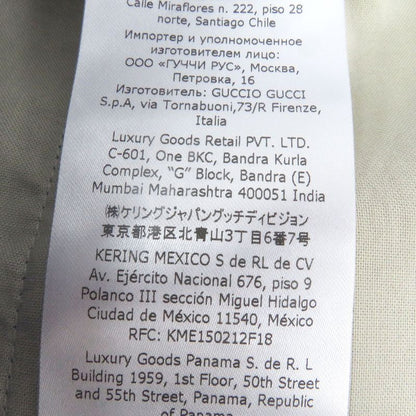 Calle Miraflores n. 222, piso 28
norte, Santiago Chile
Импортер и уполномоченное
изготовителем лицо:
ООО «ГУЧЧИ РУС», Москва,
Петровка, 16
Изготовитель: GUCCIO GUCCI
S.p.A, via Tornabuoni,73/R Firenze,
Italia
Luxury Goods Retail PVT. LTD.
C-601, One BKC, Bandra Kurla
Complex, “G” Block, Bandra (E)
Mumbai Maharashtra 400051 India
㈱ケリングジャパングッチディビジョン
東京都港区北青山3丁目6番7号
KERING MEXICO S de RL de CV
Av. Ejército Nacional 676, piso 9
Polanco III sección Miguel Hidalgo
Ciudad de México 11540, México
RFC: KME150212F18
Luxury Goods Panama S. de R. L
Building 1959, 1st Floor, 50th Street
and 55th Street, Panama, Republic
of Panama